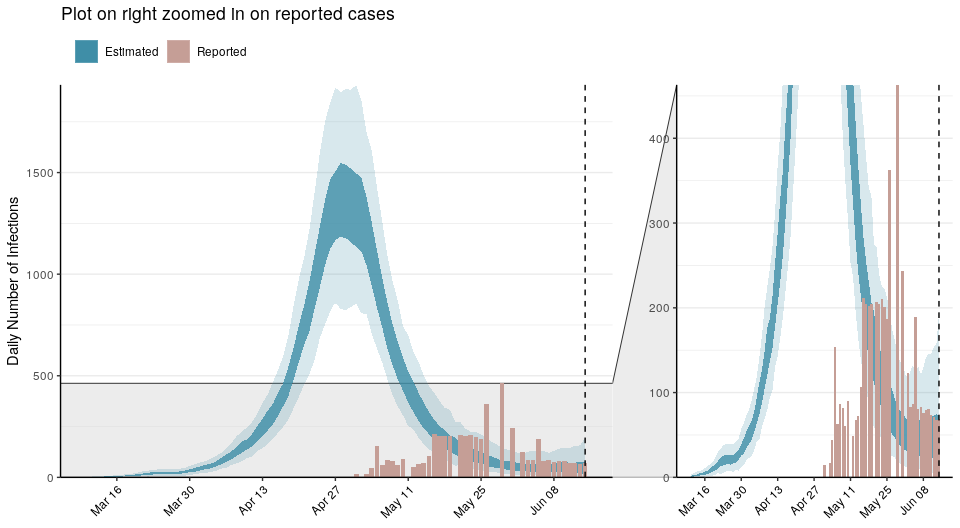 Plot on right zoomed in on reported cases
Estimated Reported
Daily Number of Infections
1500
1000
500
0
Mar 16 Mar 30 Apr 13 Apr 27 May 11 May 25 Jun 08
400
300
200
100
0
Mar 16 Mar 30 Apr 13 Apr 27 May 11 May 25 Jun 08